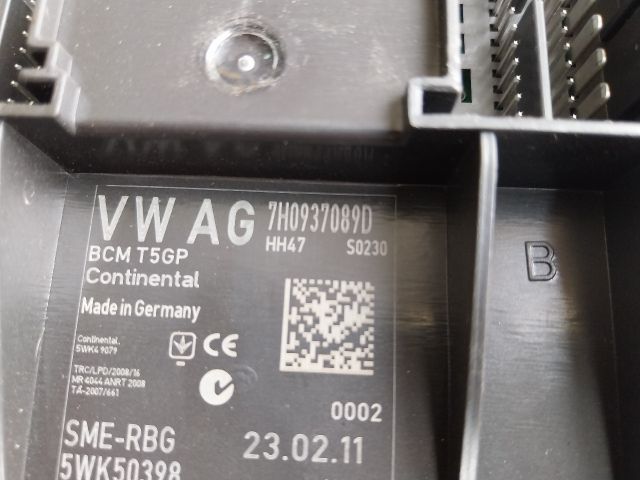 VW AG 7H0937089D
HH47 S0230
BCM T5GP
Continental
Made in Germany
Continental.
5WK4 9079
CE
TRC/LPD/2008/16
MR 4044 ANRT 2008
TA-2007/661
0002
SME-RBG 23.02.11
5WK50398
B